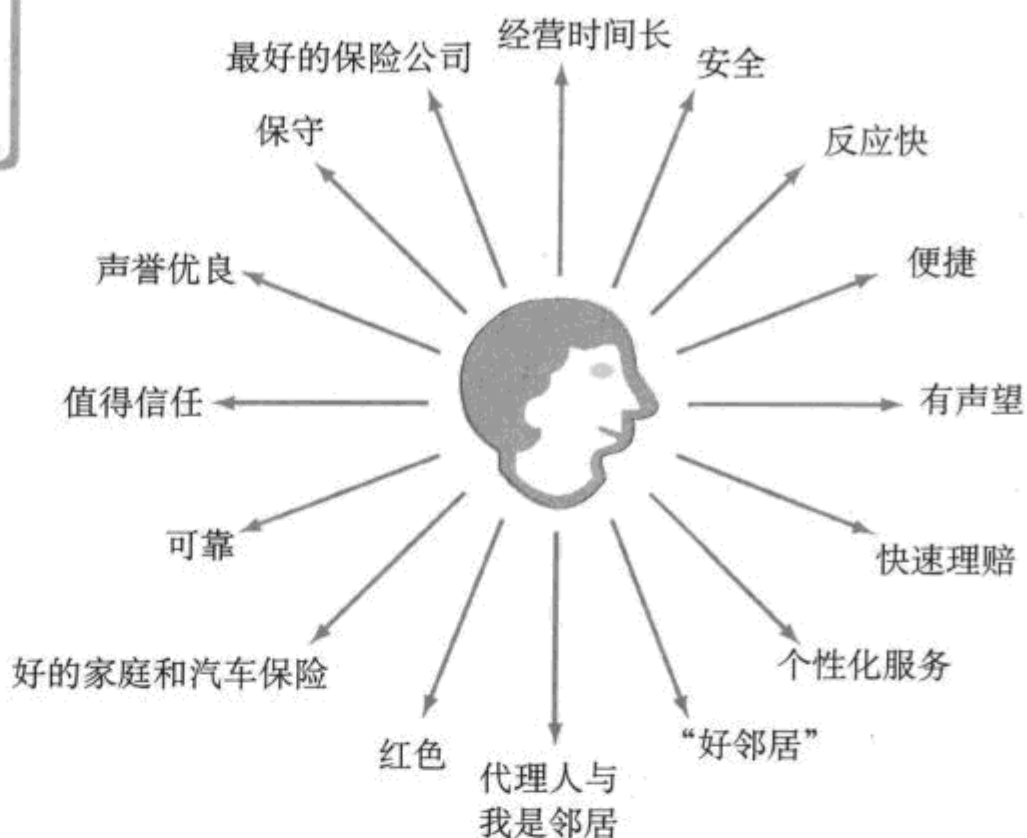 经营时间长
最好的保险公司
安全
保守
反应快
声誉优良
便捷
值得信任
有声望
可靠
快速理赔
好的家庭和汽车保险
个性化服务
红色
“好邻居”
代理人与
我是邻居